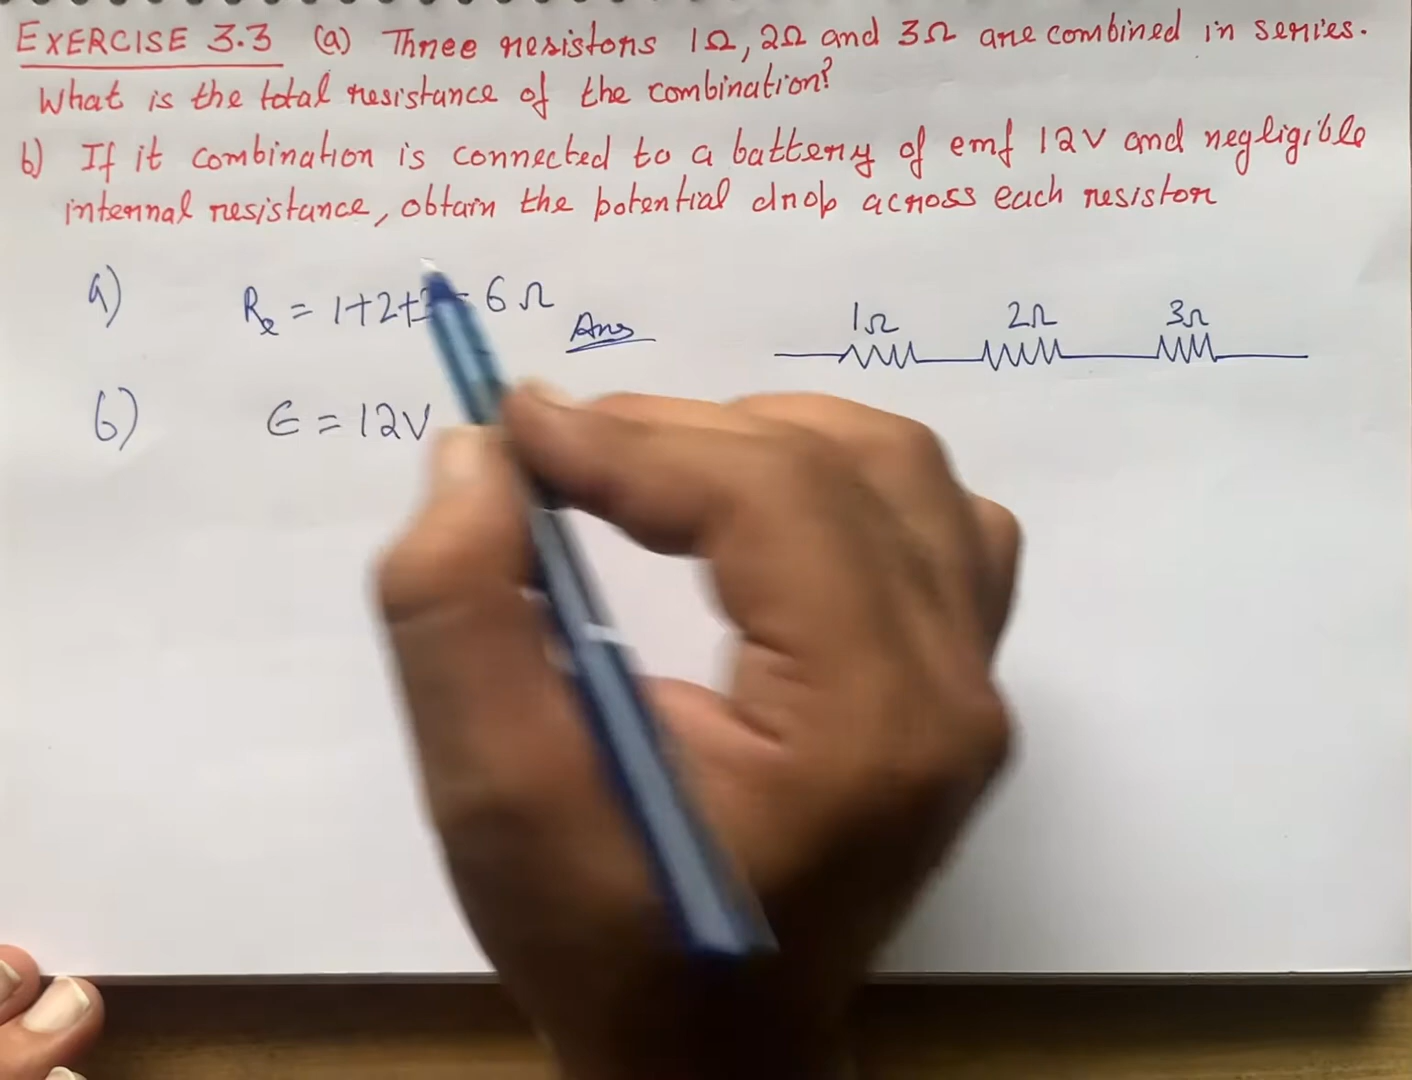 EXERCISE 3.3 (a) Three resistors 1Ω, 2Ω and 3Ω are combined in series.
What is the total resistance of the combination?
b) If it combination is connected to a battery of emf 12V and negligible
internal resistance, obtain the potential drop across each resistor
a) R = 1+2+ 6Ω Ans
1Ω 2Ω 3Ω
b) ϵ = 12V